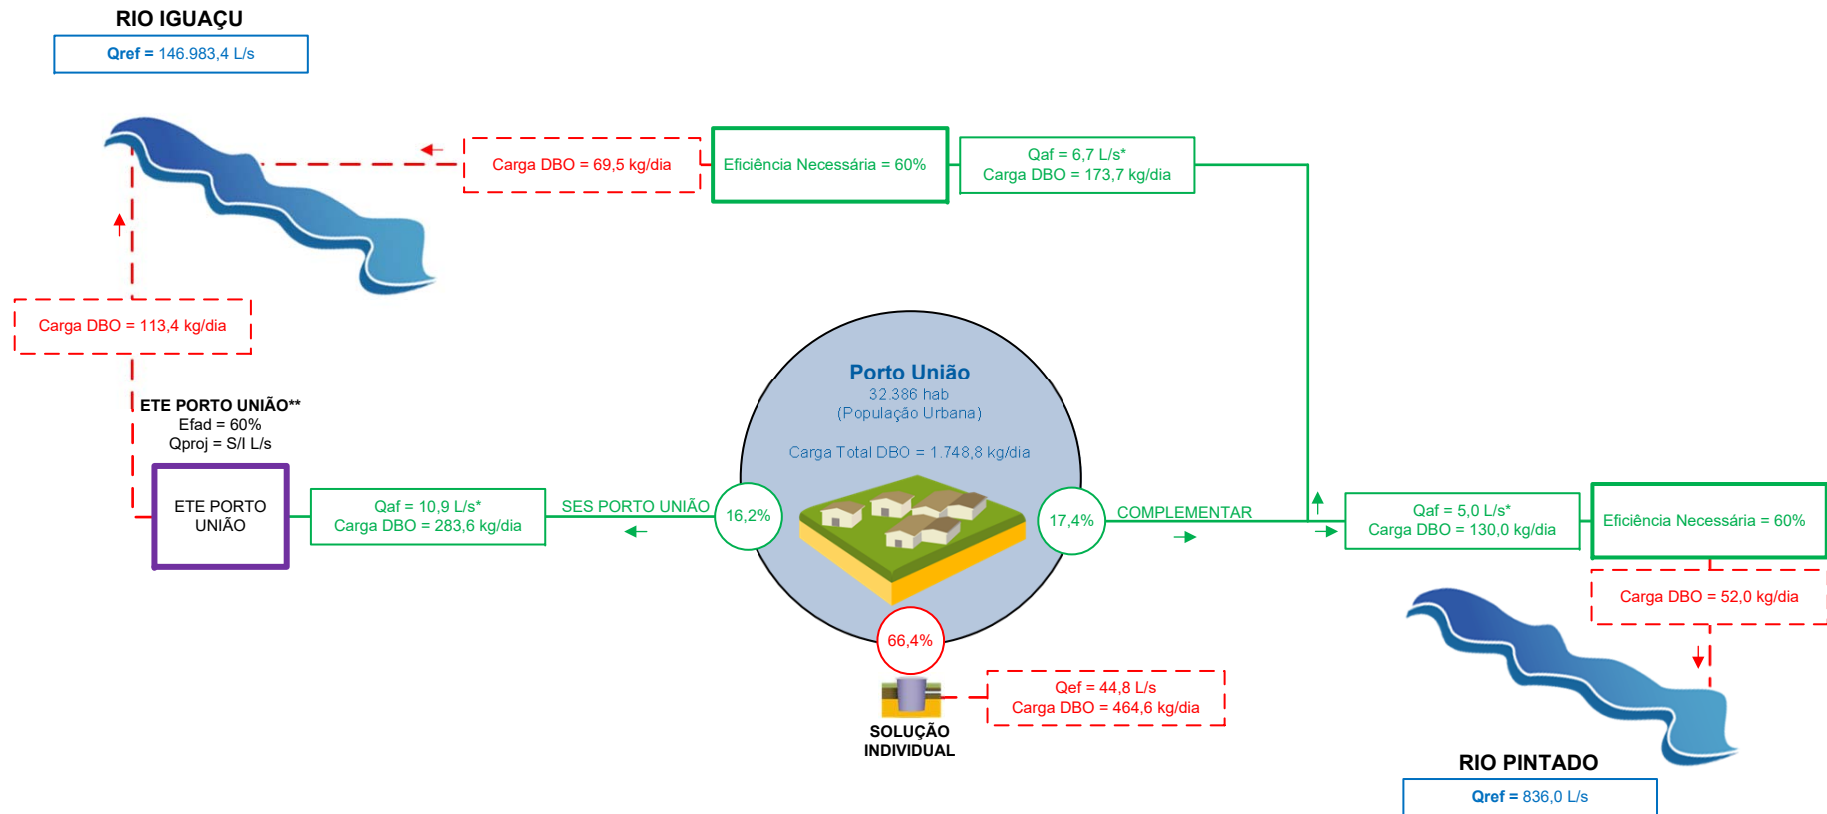 RIO IGUAÇU
Qref = 146.983,4 L/s
Carga DBO = 69,5 kg/dia
Eficiência Necessária = 60%
Qaf = 6,7 L/s*
Carga DBO = 173,7 kg/dia
Carga DBO = 113,4 kg/dia
ETE PORTO UNIÃO**
Efad = 60%
Qproj = S/I L/s
ETE PORTO
UNIÃO
Qaf = 10,9 L/s*
Carga DBO = 283,6 kg/dia
SES PORTO UNIÃO
16,2%
Porto União
32.386 hab
(População Urbana)
Carga Total DBO = 1.748,8 kg/dia
17,4%
COMPLEMENTAR
Qaf = 5,0 L/s*
Carga DBO = 130,0 kg/dia
Eficiência Necessária = 60%
Carga DBO = 52,0 kg/dia
66,4%
Qef = 44,8 L/s
Carga DBO = 464,6 kg/dia
SOLUÇÃO
INDIVIDUAL
RIO PINTADO
Qref = 836,0 L/s